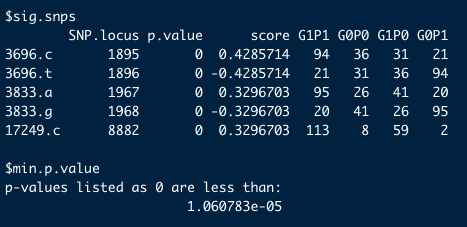 $sig.snps
SNP.locus p.value score G1P1 G0P0 G1P0 G0P1
3696.c 1895 0 0.4285714 94 36 31 21
3696.t 1896 0 -0.4285714 21 31 36 94
3833.a 1967 0 0.3296703 95 26 41 20
3833.g 1968 0 -0.3296703 20 41 26 95
17249.c 8882 0 0.3296703 113 8 59 2
$min.p.value
p-values listed as 0 are less than:
1.060783e-05